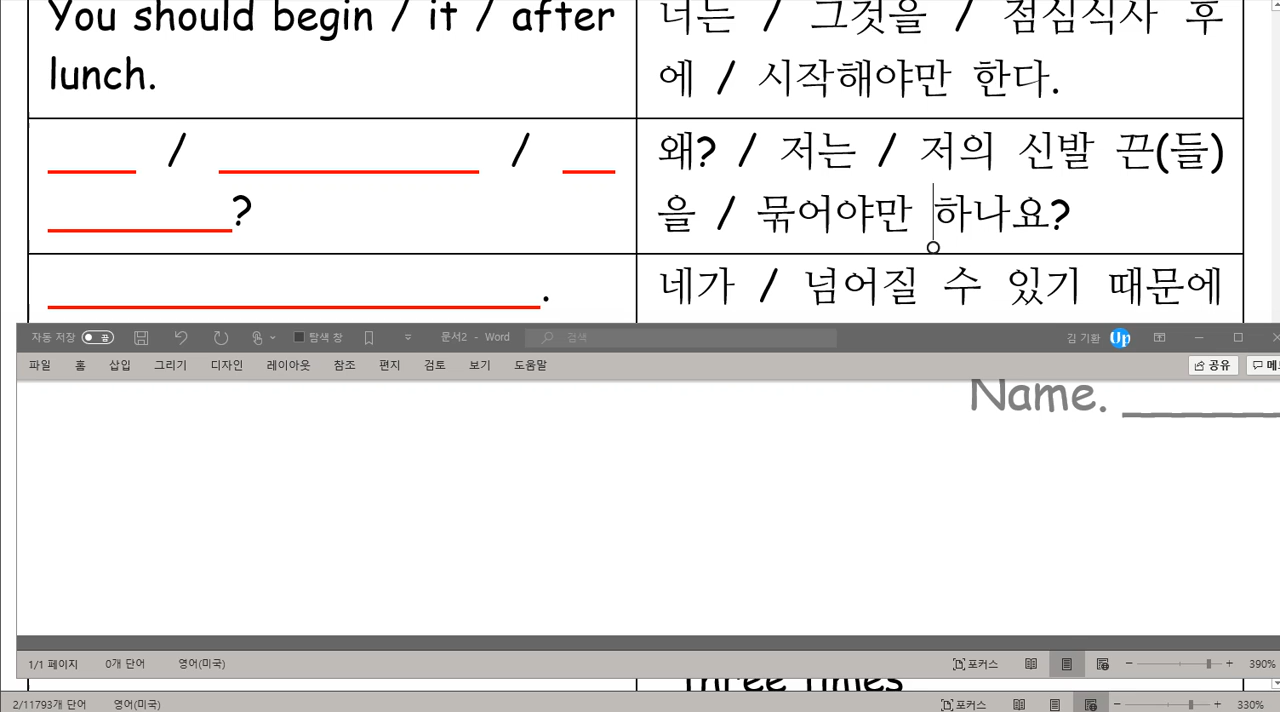 You should begin / it / after
lunch.
너는 / 그것을 / 점심식사 후
에 / 시작해야만 한다.
/ /
?
왜? / 저는 / 저의 신발 끈(들)
을 / 묶어야만 하나요?
.
네가 / 넘어질 수 있기 때문에
자동 저장 끔 탐색 창 문서2 - Word 검색 김 기환 Up
파일 홈 삽입 그리기 디자인 레이아웃 참조 편지 검토 보기 도움말 공유 메모
Name. ______
1/1 페이지 0개 단어 영어(미국) 포커스 − + 390%
Three Times
2/11793개 단어 영어(미국) 포커스 − + 330%